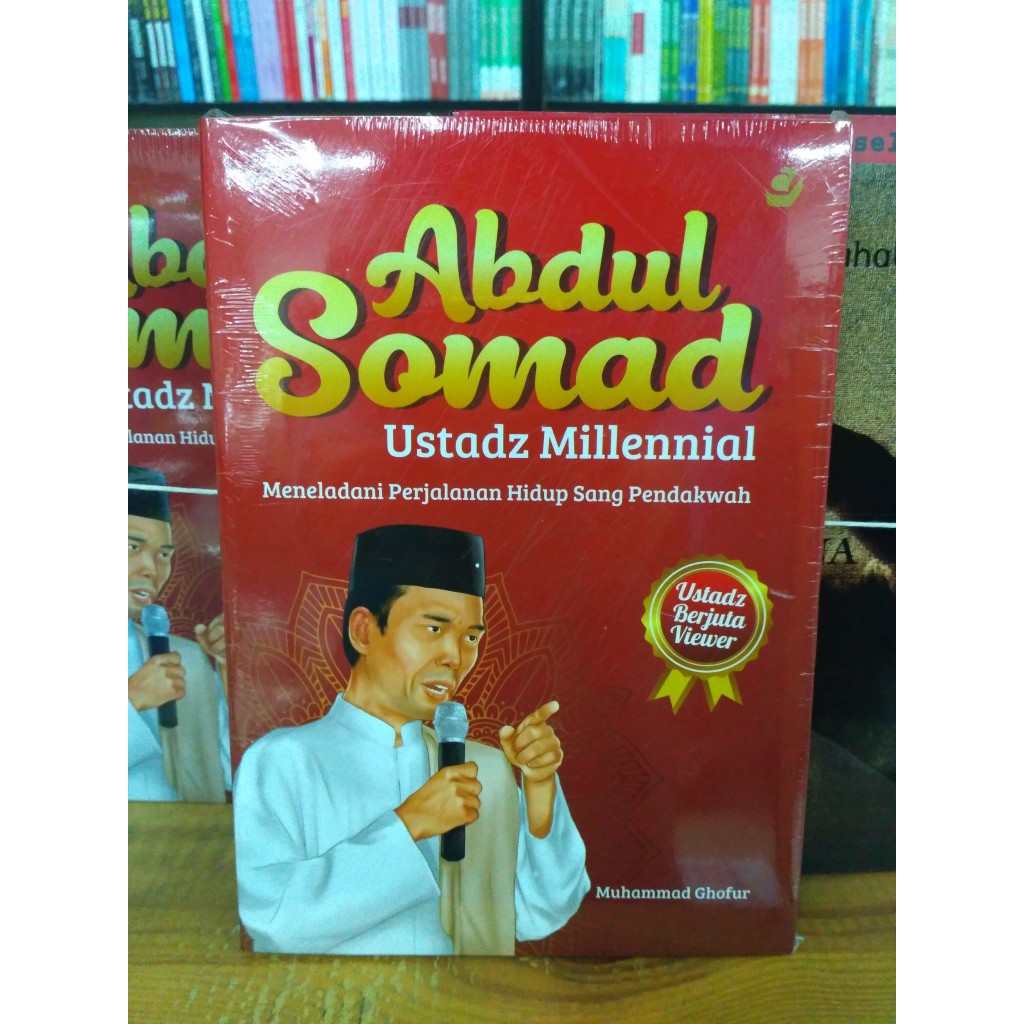 Abdul
Somad
Ustadz Millennial
Meneladani Perjalanan Hidup Sang Pendakwah
Ustadz
Berjuta
Viewer
Muhammad Ghofur